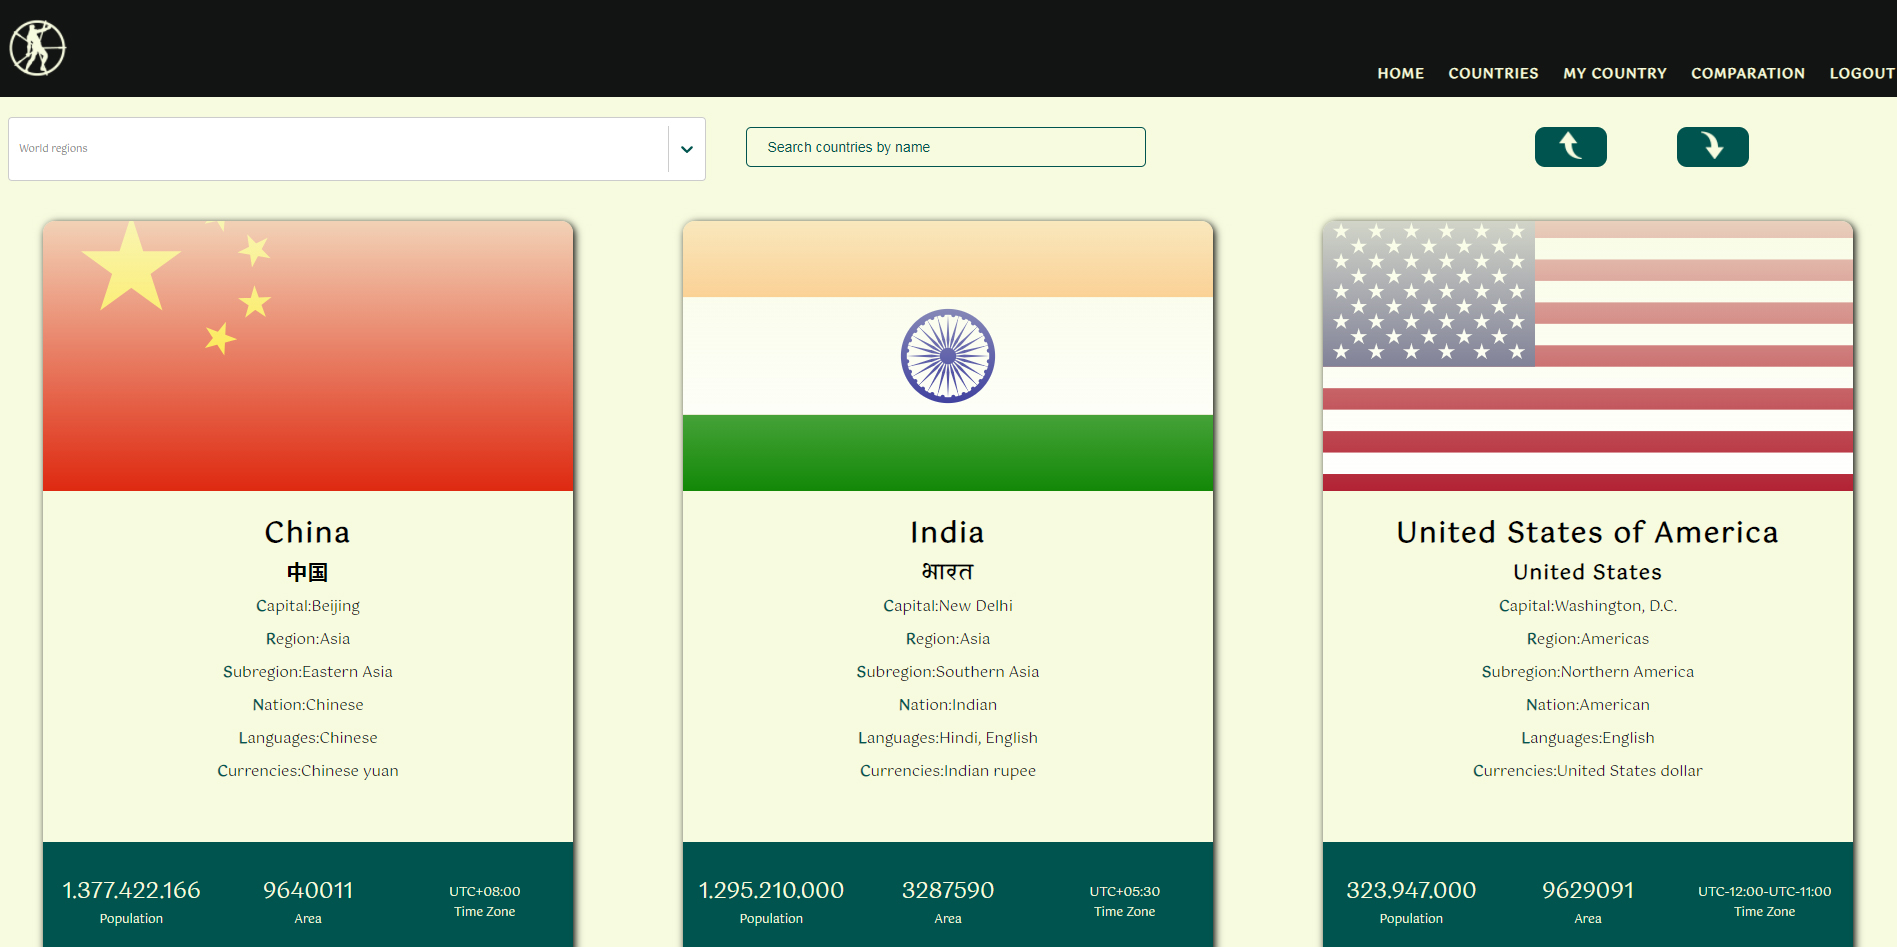 HOME COUNTRIES MY COUNTRY COMPARATION LOGOUT
World regions
Search countries by name
China
中国
Capital:Beijing
Region:Asia
Subregion:Eastern Asia
Nation:Chinese
Languages:Chinese
Currencies:Chinese yuan
1.377.422.166 9640011 UTC+08:00
Population Area Time Zone
India
भारत
Capital:New Delhi
Region:Asia
Subregion:Southern Asia
Nation:Indian
Languages:Hindi, English
Currencies:Indian rupee
1.295.210.000 3287590 UTC+05:30
Population Area Time Zone
United States of America
United States
Capital:Washington, D.C.
Region:Americas
Subregion:Northern America
Nation:American
Languages:English
Currencies:United States dollar
323.947.000 9629091 UTC-12:00-UTC-11:00
Population Area Time Zone